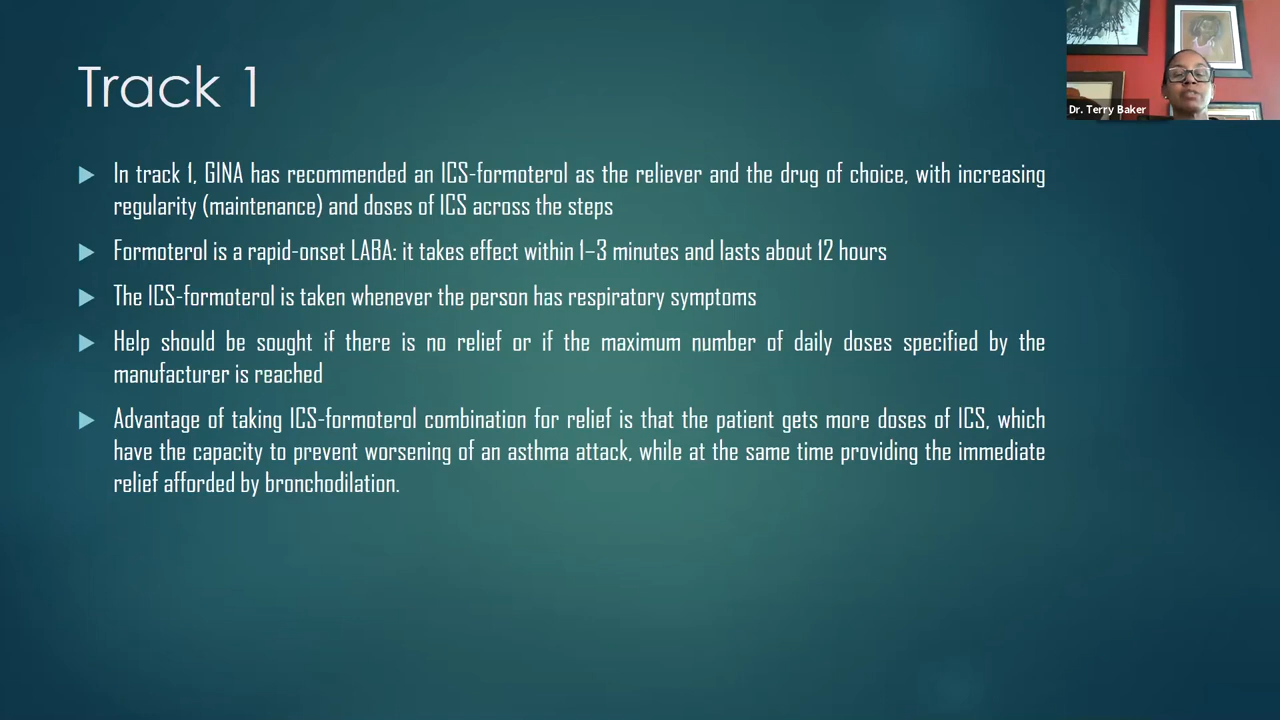 Track 1
Dr. Terry Baker
In track 1, GINA has recommended an ICS-formoterol as the reliever and the drug of choice, with increasing
regularity (maintenance) and doses of ICS across the steps
Formoterol is a rapid-onset LABA: it takes effect within 1–3 minutes and lasts about 12 hours
The ICS-formoterol is taken whenever the person has respiratory symptoms
Help should be sought if there is no relief or if the maximum number of daily doses specified by the
manufacturer is reached
Advantage of taking ICS-formoterol combination for relief is that the patient gets more doses of ICS, which
have the capacity to prevent worsening of an asthma attack, while at the same time providing the immediate
relief afforded by bronchodilation.